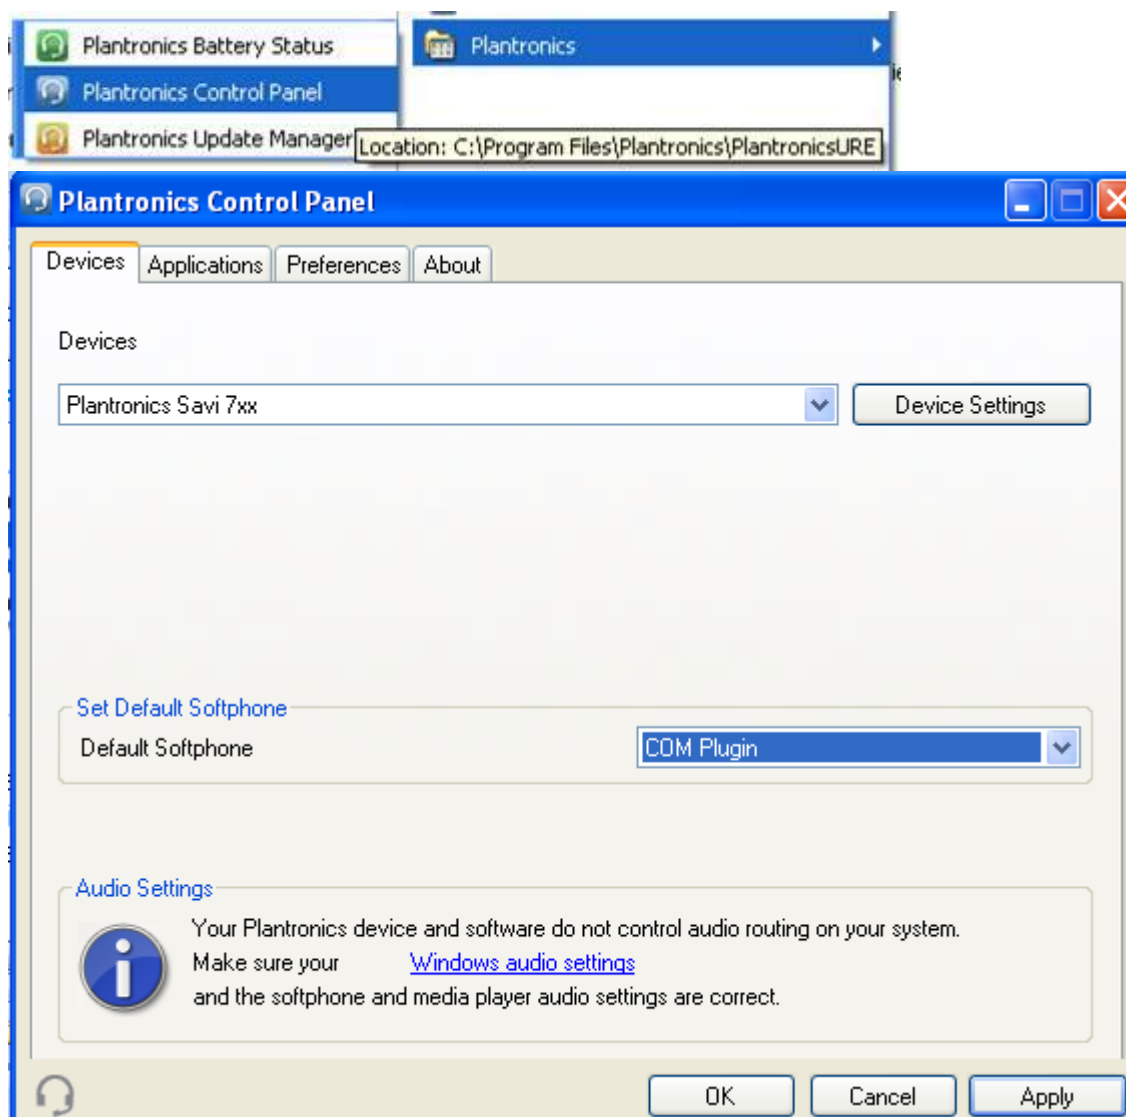 Plantronics Battery Status
Plantronics
Plantronics Control Panel
Plantronics Update Manager
Location: C:\Program Files\Plantronics\PlantronicsURE
Plantronics Control Panel
Devices Applications Preferences About
Devices
Plantronics Savi 7xx
Device Settings
Set Default Softphone
Default Softphone
COM Plugin
Audio Settings
Your Plantronics device and software do not control audio routing on your system.
Make sure your Windows audio settings
and the softphone and media player audio settings are correct.
OK Cancel Apply